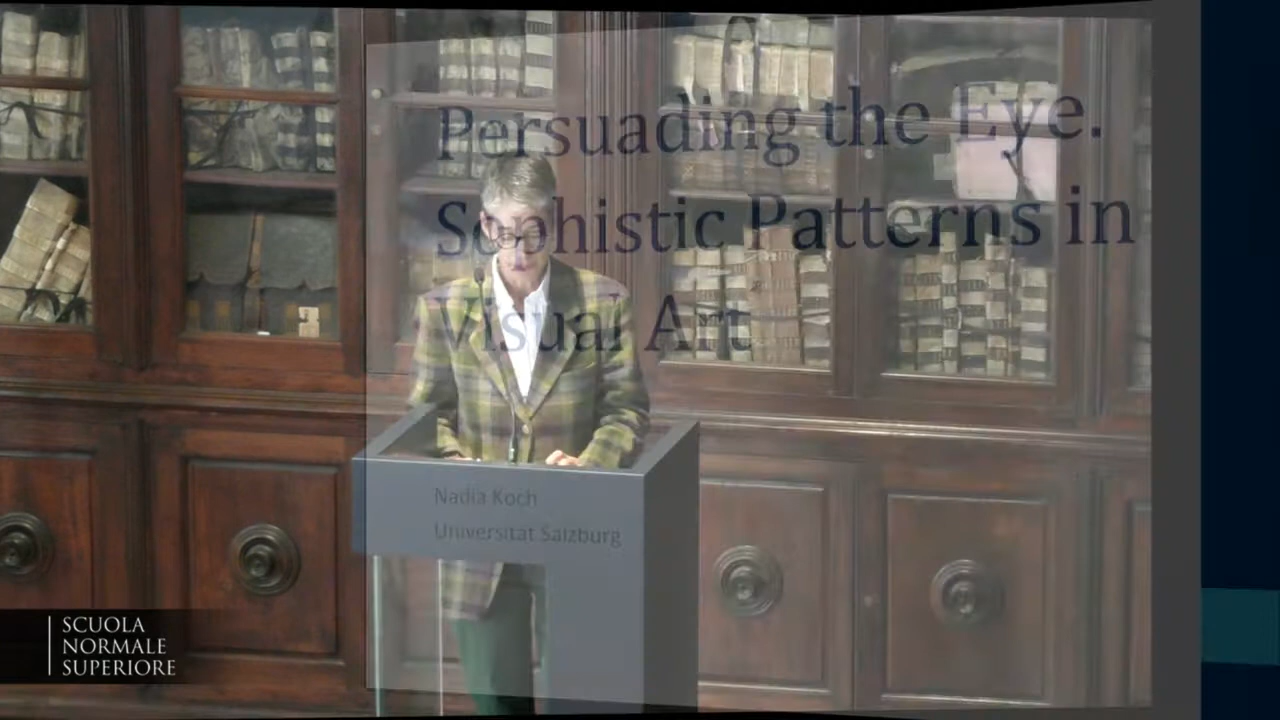 Persuading the Eye.
Sophistic Patterns in
Visual Art
Nadia Koch
Universität Salzburg
SCUOLA
NORMALE
SUPERIORE